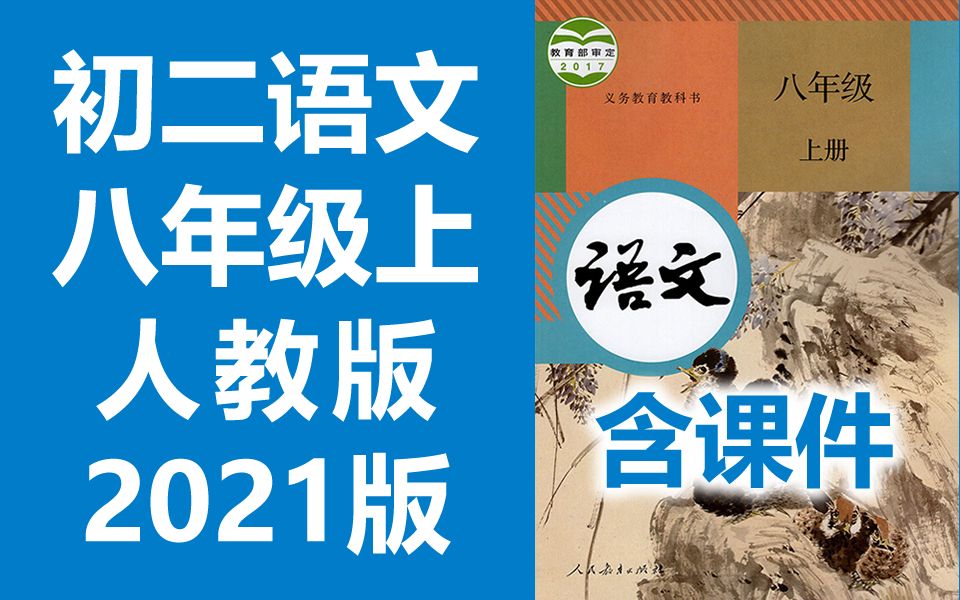 初二语文
八年级上
人教版
2021版
教育部审定
2017
义务教育教科书
八年级
上册
语文
含课件
人民教育出版社